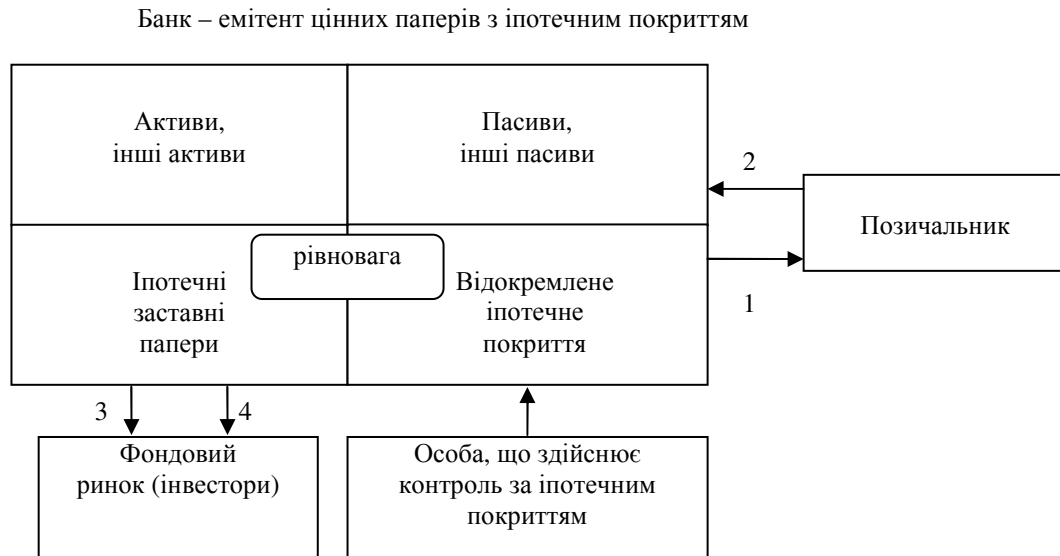 Банк – емітент цінних паперів з іпотечним покриттям
Активи,
інші активи
Пасиви,
інші пасиви
2
Позичальник
рівновага
Іпотечні
заставні
папери
Відокремлене
іпотечне
покриття
1
3
4
Фондовий
ринок (інвестори)
Особа, що здійснює
контроль за іпотечним
покриттям